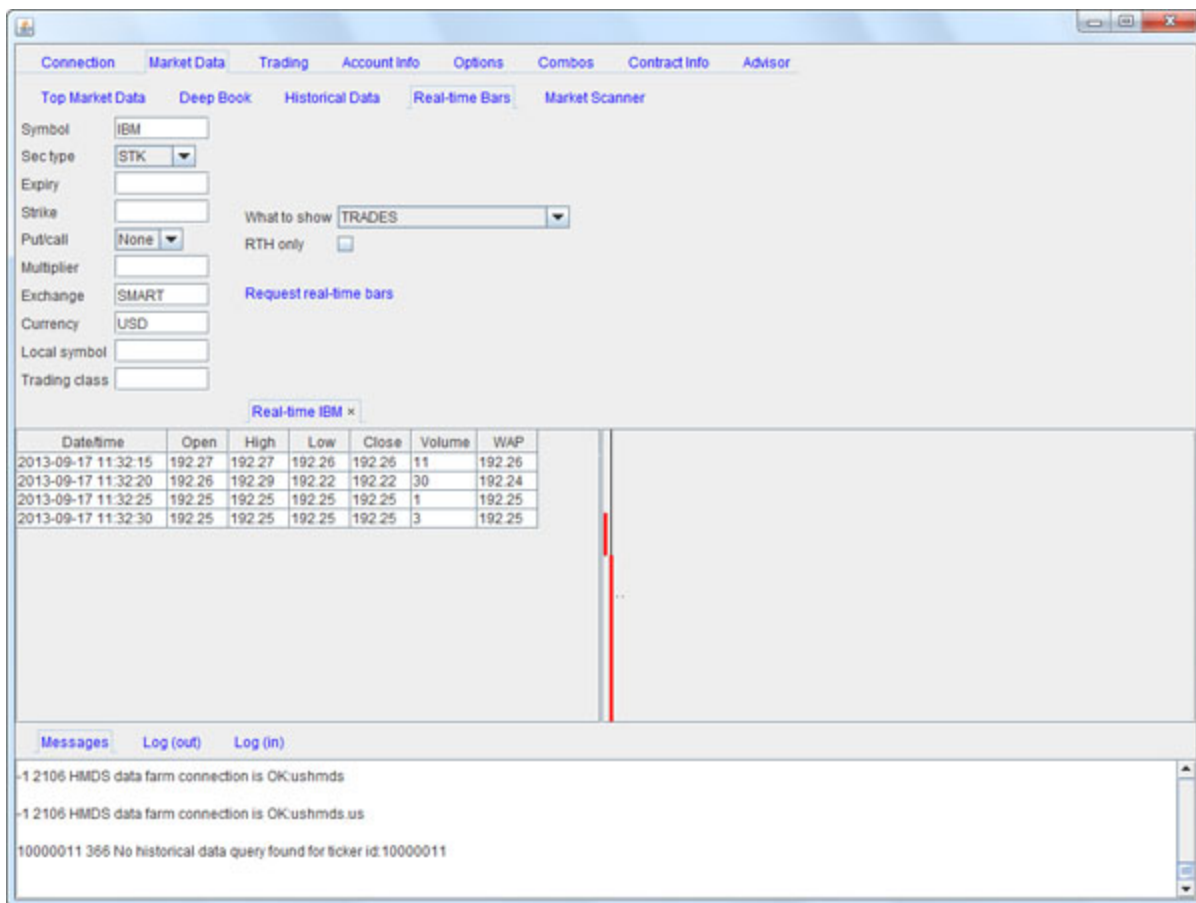 Connection Market Data Trading Account Info Options Combos Contract Info Advisor
Top Market Data Deep Book Historical Data Real-time Bars Market Scanner
Symbol IBM
Sec type STK
Expiry
Strike
What to show TRADES
Put/call None
RTH only
Multiplier
Exchange SMART
Request real-time bars
Currency USD
Local symbol
Trading class
Real-time IBM ×
Date/time Open High Low Close Volume WAP
2013-09-17 11:32:15 192.27 192.27 192.26 192.26 11 192.26
2013-09-17 11:32:20 192.26 192.29 192.22 192.22 30 192.24
2013-09-17 11:32:25 192.25 192.25 192.25 192.25 1 192.25
2013-09-17 11:32:30 192.25 192.25 192.25 192.25 3 192.25
Messages Log (out) Log (in)
-1 2106 HMDS data farm connection is OK:ushmds
-1 2106 HMDS data farm connection is OK:ushmds.us
10000011 366 No historical data query found for ticker id:10000011